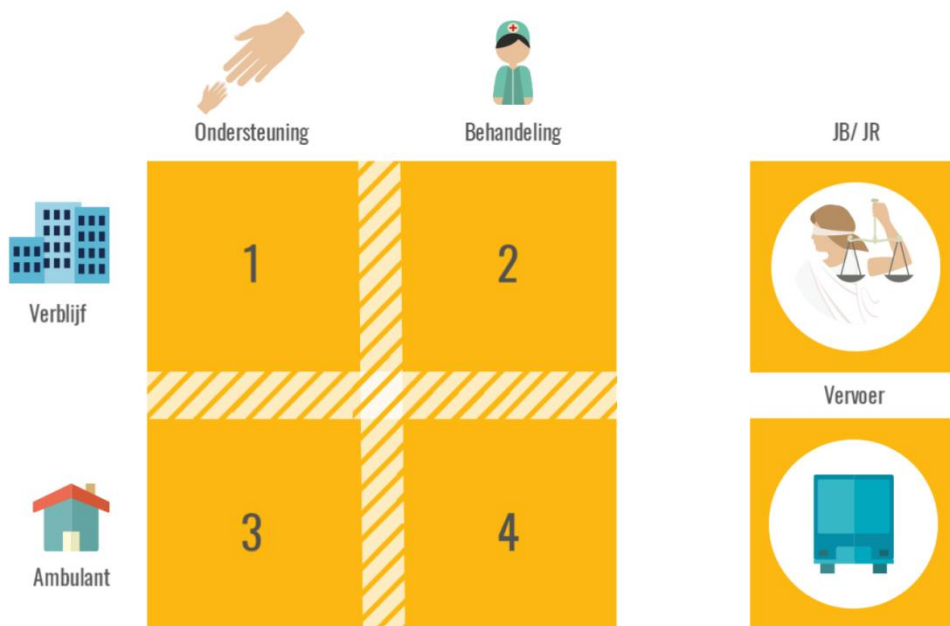 Ondersteuning
Behandeling
JB/ JR
Verblijf
1
2
Vervoer
Ambulant
3
4